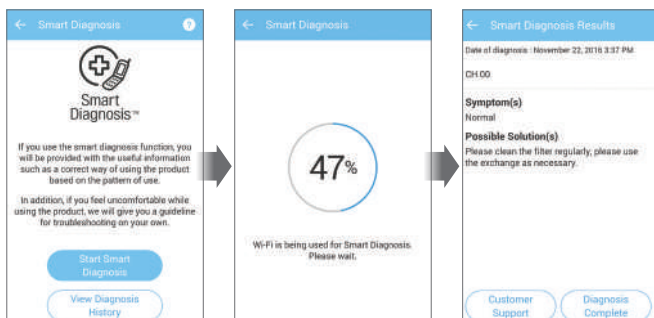 Smart Diagnosis
?
Smart
Diagnosis™
If you use the smart diagnosis function, you
will be provided with the useful information
such as a correct way of using the product
based on the pattern of use.
In addition, if you feel uncomfortable while
using the product, we will give you a guideline
for troubleshooting on your own.
Start Smart
Diagnosis
View Diagnosis
History
Smart Diagnosis
47%
Wi-Fi is being used for Smart Diagnosis.
Please wait.
Smart Diagnosis Results
Date of diagnosis : November 22, 2016 3:37 PM
CH 00
Symptom(s)
Normal
Possible Solution(s)
Please clean the filter regularly, please use
the exchange as necessary.
Customer
Support
Diagnosis
Complete